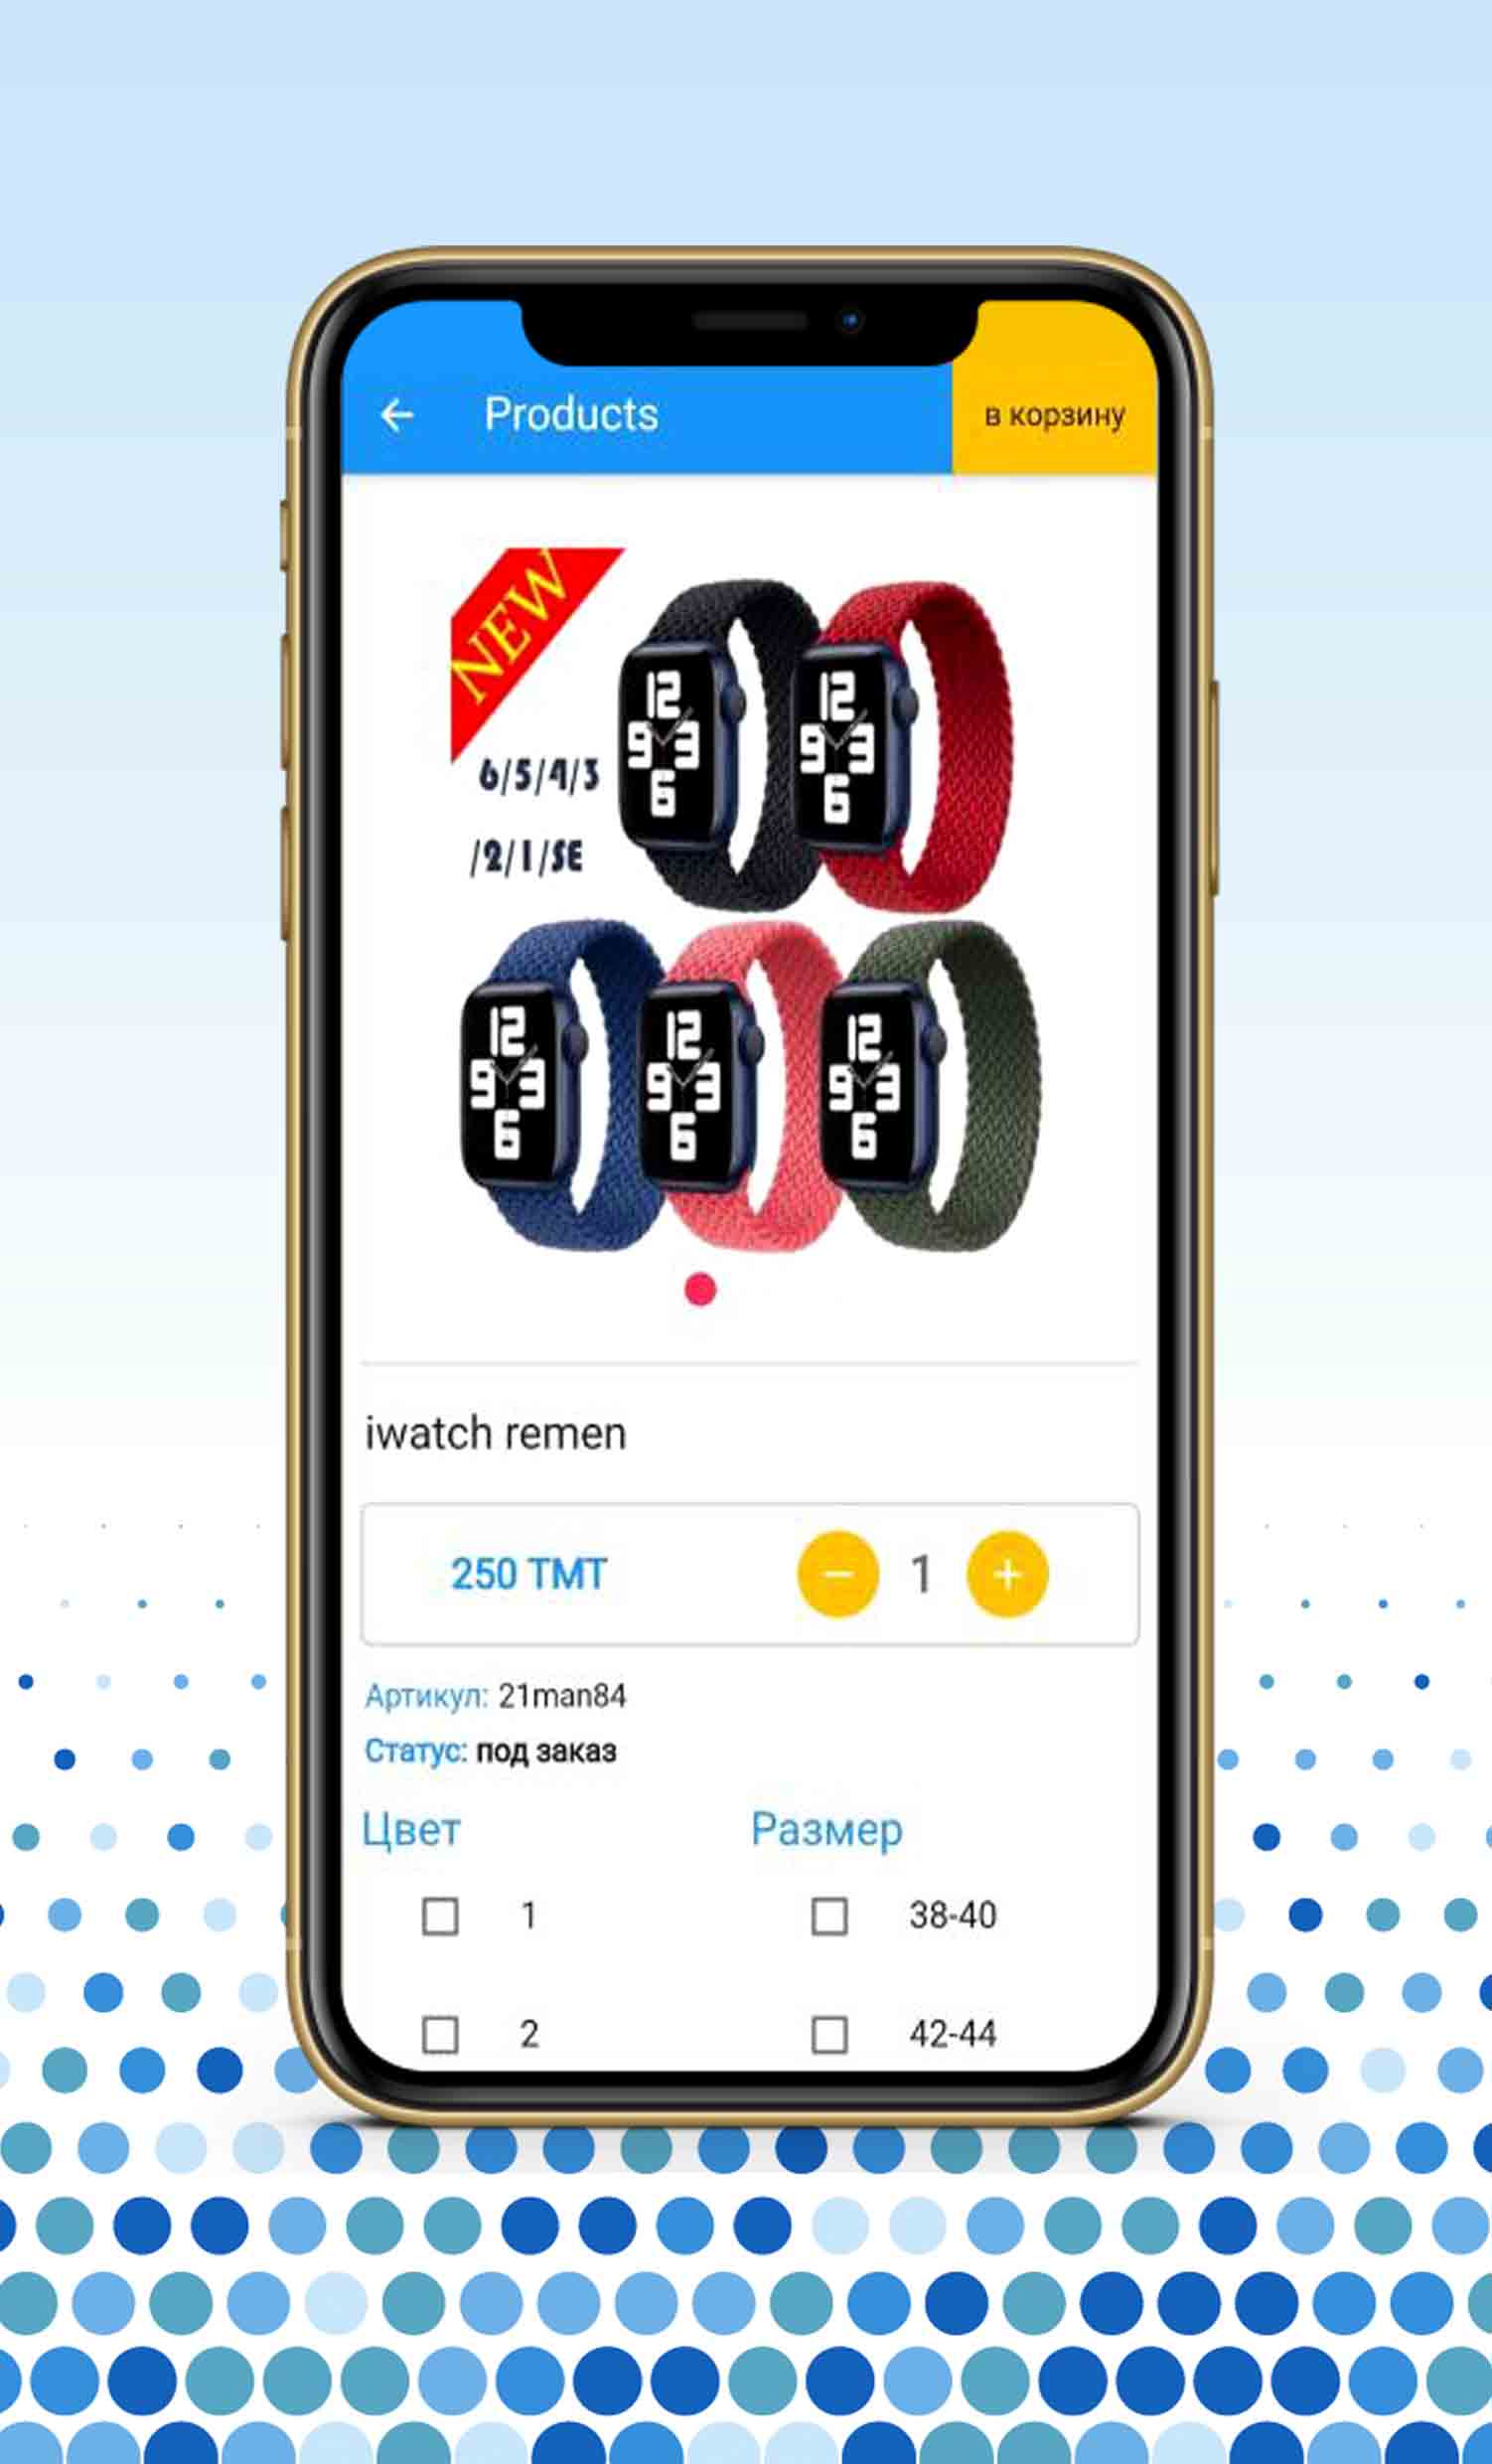 Products
в корзину
NEW
6/5/4/3
/2/1/SE
12
9 3
6
12
9 3
6
12
9 3
6
12
9 3
6
12
9 3
6
iwatch remen
250 TMT
1
Артикул: 21man84
Статус: под заказ
Цвет Размер
1 38-40
2 42-44